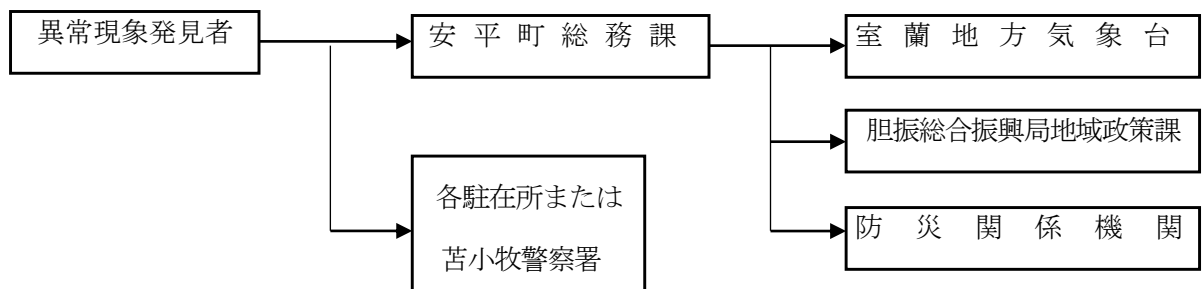 異常現象発見者
安平町総務課
室蘭地方気象台
胆振総合振興局地域政策課
各駐在所または
苫小牧警察署
防災関係機関